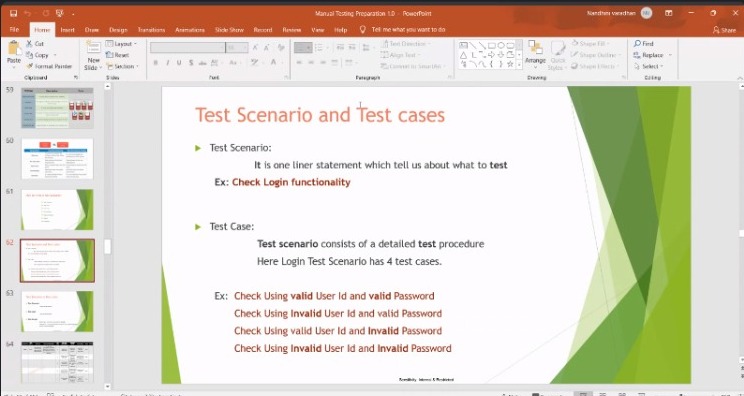 Manual Testing Preparation 1.0 - PowerPoint
Nandhini varadhan
File Home Insert Draw Design Transitions Animations Slide Show Record Review View Help Tell me what you want to do
Share
Paste
Cut
Copy
Format Painter
Clipboard
New Slide
Layout
Reset
Section
Slides
Font
Text Direction
Align Text
Convert to SmartArt
Paragraph
Arrange
Quick Styles
Shape Fill
Shape Outline
Shape Effects
Drawing
Find
Replace
Select
Editing
59
60
61
62
63
64
Test Scenario and Test cases
Test Scenario:
It is one liner statement which tell us about what to test
Ex: Check Login functionality
Test Case:
Test scenario consists of a detailed test procedure
Here Login Test Scenario has 4 test cases.
Ex: Check Using valid User Id and valid Password
Check Using Invalid User Id and valid Password
Check Using valid User Id and Invalid Password
Check Using Invalid User Id and Invalid Password